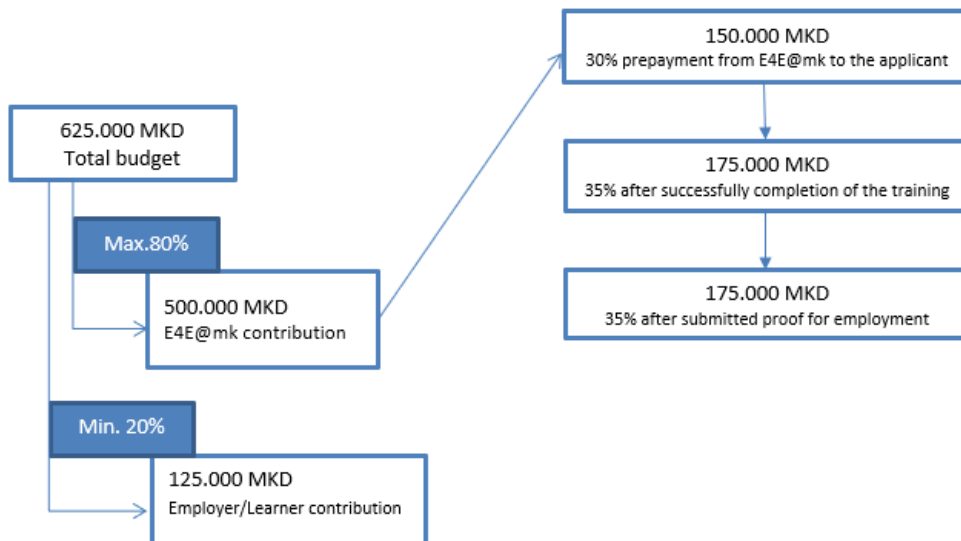 625.000 MKD
Total budget
Max.80%
500.000 MKD
E4E@mk contribution
Min. 20%
125.000 MKD
Employer/Learner contribution
150.000 MKD
30% prepayment from E4E@mk to the applicant
175.000 MKD
35% after successfully completion of the training
175.000 MKD
35% after submitted proof for employment